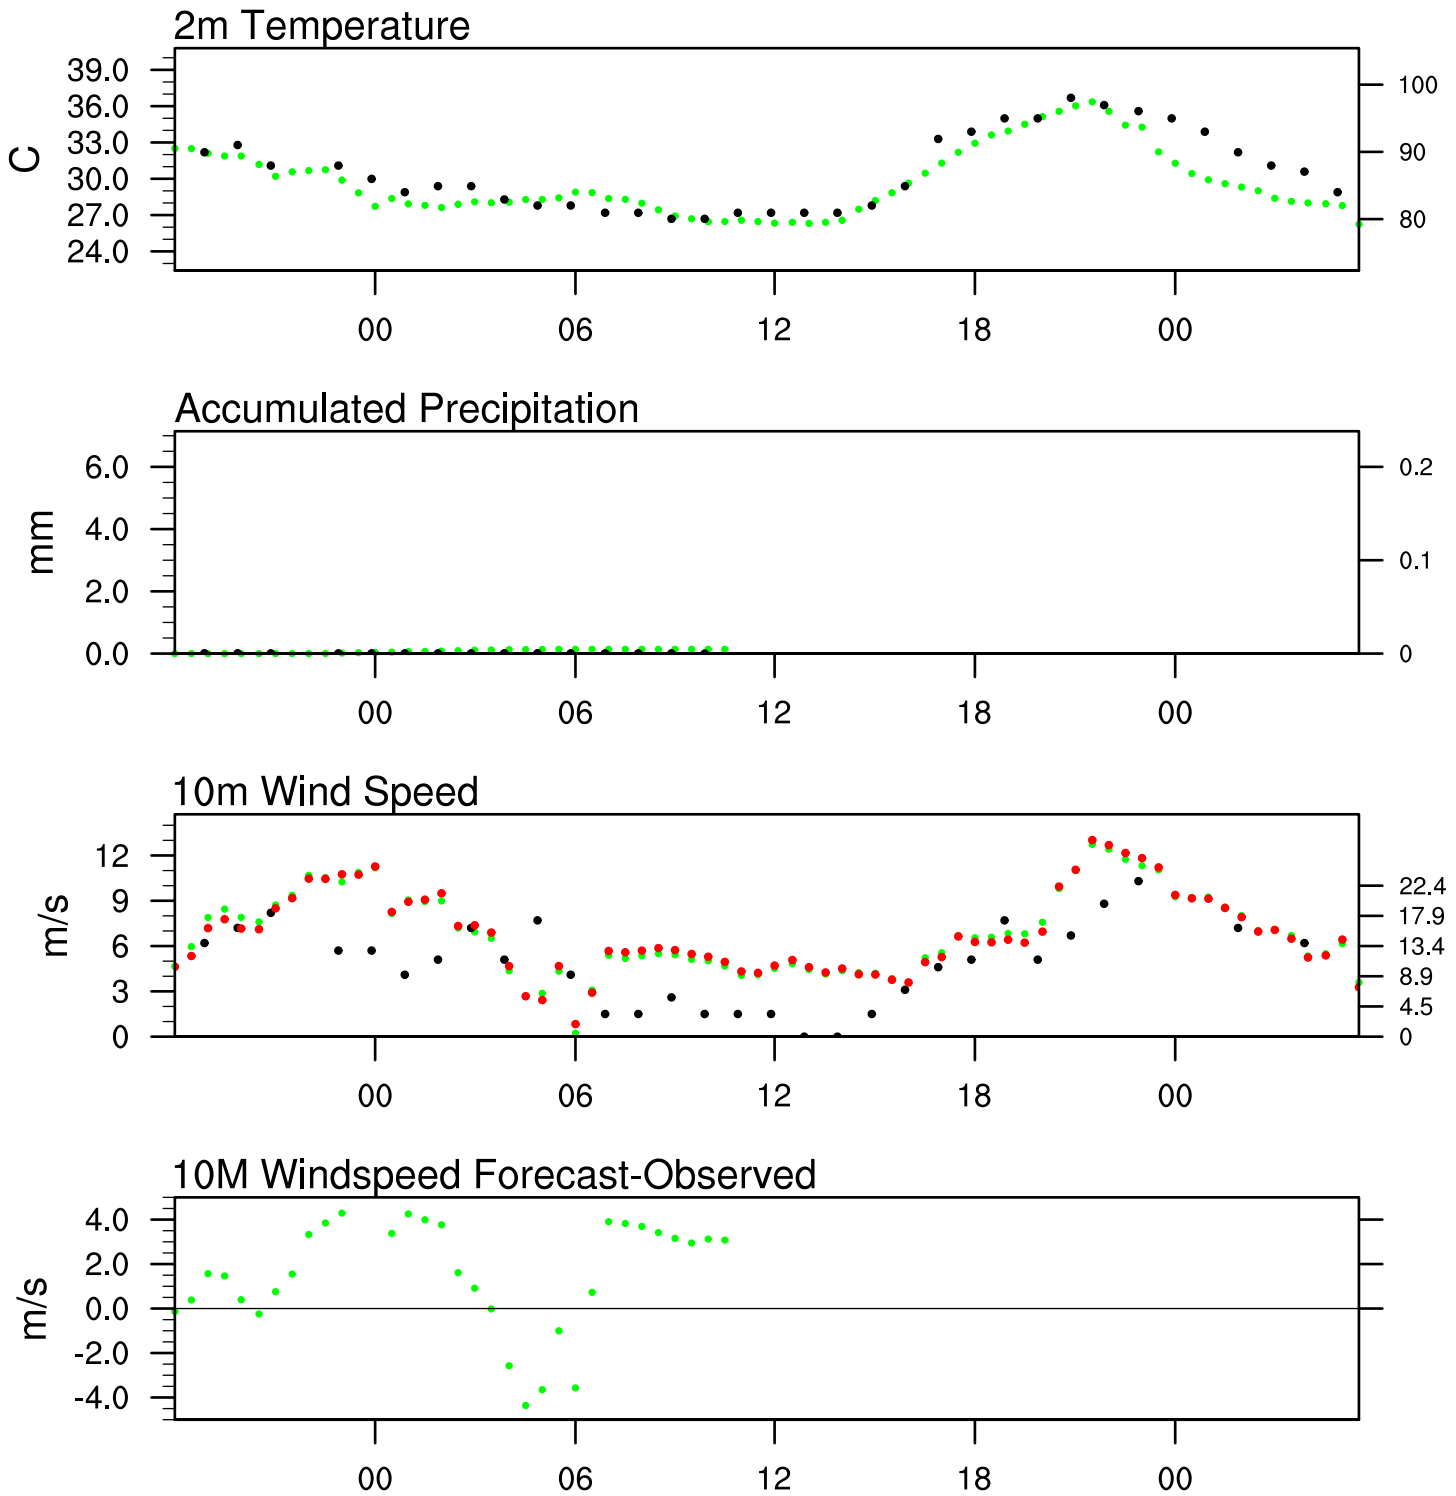 2m Temperature
39.0
36.0
33.0
30.0
27.0
24.0
C
100
90
80
00 06 12 18 00
Accumulated Precipitation
6.0
4.0
2.0
0.0
mm
0.2
0.1
0
00 06 12 18 00
10m Wind Speed
12
9
6
3
0
m/s
22.4
17.9
13.4
8.9
4.5
0
00 06 12 18 00
10M Windspeed Forecast-Observed
4.0
2.0
0.0
-2.0
-4.0
m/s
00 06 12 18 00